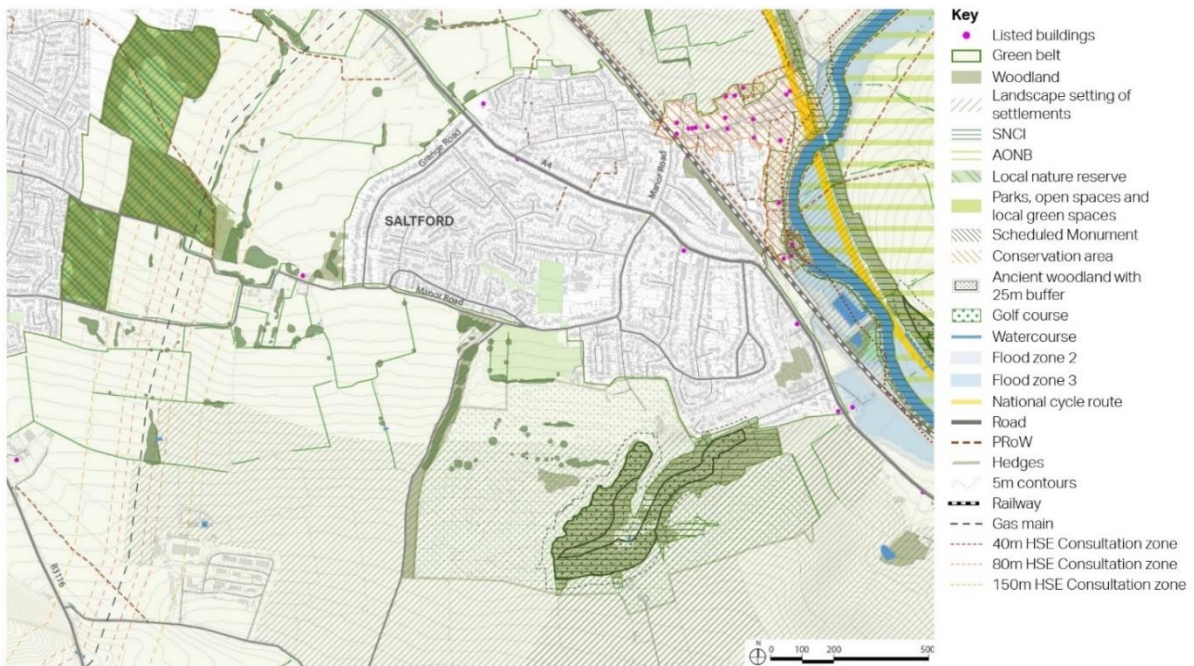 Grange Road
A4
Manor Road
SALTFORD
Manor Road
B3116
N
0 100 200 500
Key
Listed buildings
Green belt
Woodland
Landscape setting of
settlements
SNCI
AONB
Local nature reserve
Parks, open spaces and
local green spaces
Scheduled Monument
Conservation area
Ancient woodland with
25m buffer
Golf course
Watercourse
Flood zone 2
Flood zone 3
National cycle route
Road
PRoW
Hedges
5m contours
Railway
Gas main
40m HSE Consultation zone
80m HSE Consultation zone
150m HSE Consultation zone